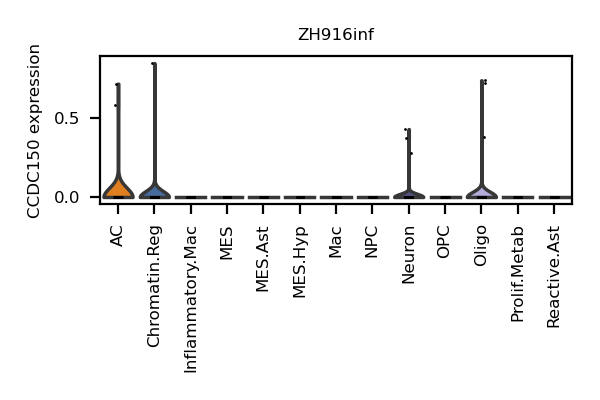 ZH916inf
CCDC150 expression
0.5
0.0
AC
Chromatin.Reg
Inflammatory.Mac
MES
MES.Ast
MES.Hyp
Mac
NPC
Neuron
OPC
Oligo
Prolif.Metab
Reactive.Ast